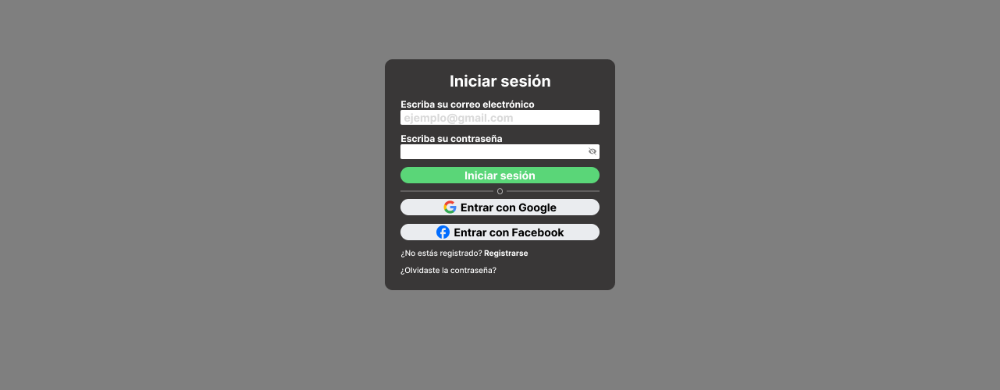 Iniciar sesión
Escriba su correo electrónico
ejemplo@gmail.com
Escriba su contraseña
Iniciar sesión
O
Entrar con Google
Entrar con Facebook
¿No estás registrado? Registrarse
¿Olvidaste la contraseña?